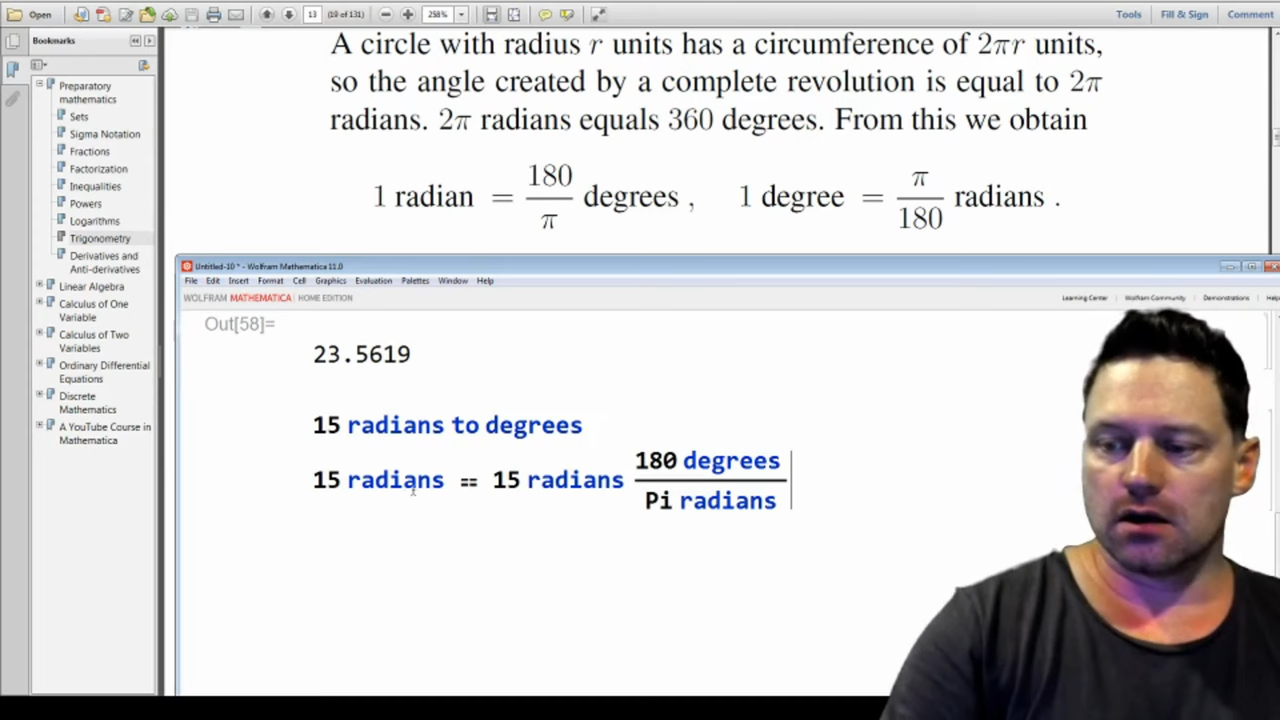 Open
13
(19 of 131)
258%
Tools
Fill & Sign
Comment
Bookmarks
Preparatory mathematics
Sets
Sigma Notation
Fractions
Factorization
Inequalities
Powers
Logarithms
Trigonometry
Derivatives and Anti-derivatives
Linear Algebra
Calculus of One Variable
Calculus of Two Variables
Ordinary Differential Equations
Discrete Mathematics
A YouTube Course in Mathematica
A circle with radius r units has a circumference of 2πr units,
so the angle created by a complete revolution is equal to 2π
radians. 2π radians equals 360 degrees. From this we obtain
1 radian = 180/π degrees , 1 degree = π/180 radians .
Untitled-10 * - Wolfram Mathematica 11.0
File Edit Insert Format Cell Graphics Evaluation Palettes Window Help
WOLFRAM MATHEMATICA | HOME EDITION
Learning Center
Wolfram Community
Demonstrations
Help
Out[58]=
23.5619
15 radians to degrees
15 radians == 15 radians 180 degrees / Pi radians